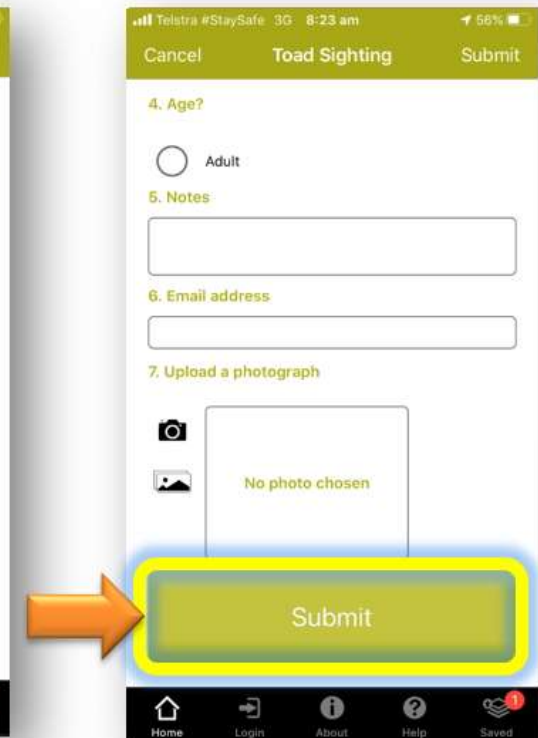 Telstra #StaySafe 3G 8:23 am 56%
Cancel Toad Sighting Submit
4. Age?
Adult
5. Notes
6. Email address
7. Upload a photograph
No photo chosen
Submit
1
Home Login About Help Saved